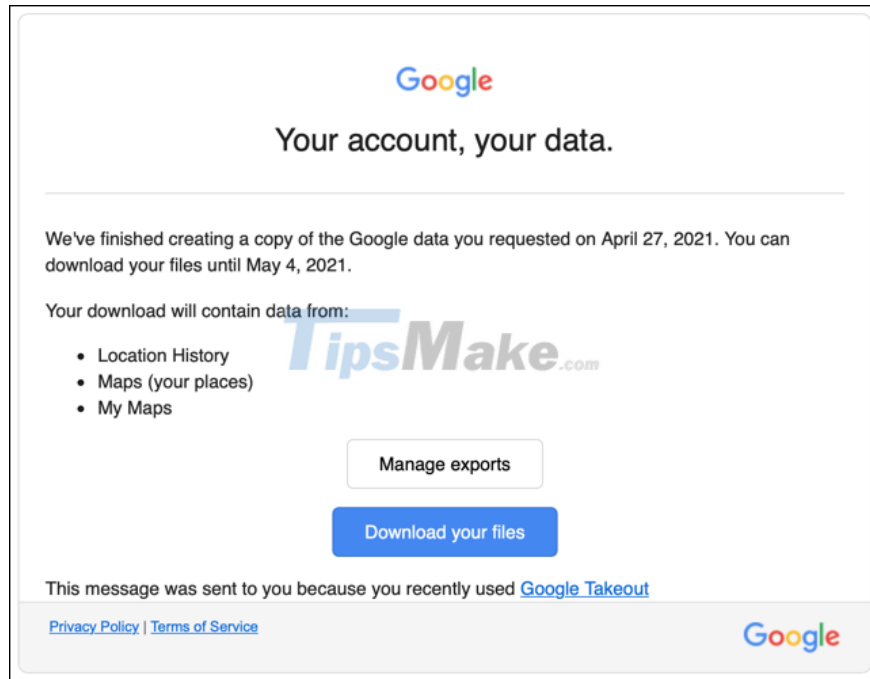 Google
Your account, your data.
We've finished creating a copy of the Google data you requested on April 27, 2021. You can
download your files until May 4, 2021.
Your download will contain data from:
TipsMake.com
• Location History
• Maps (your places)
• My Maps
Manage exports
Download your files
This message was sent to you because you recently used Google Takeout
Privacy Policy | Terms of Service
Google